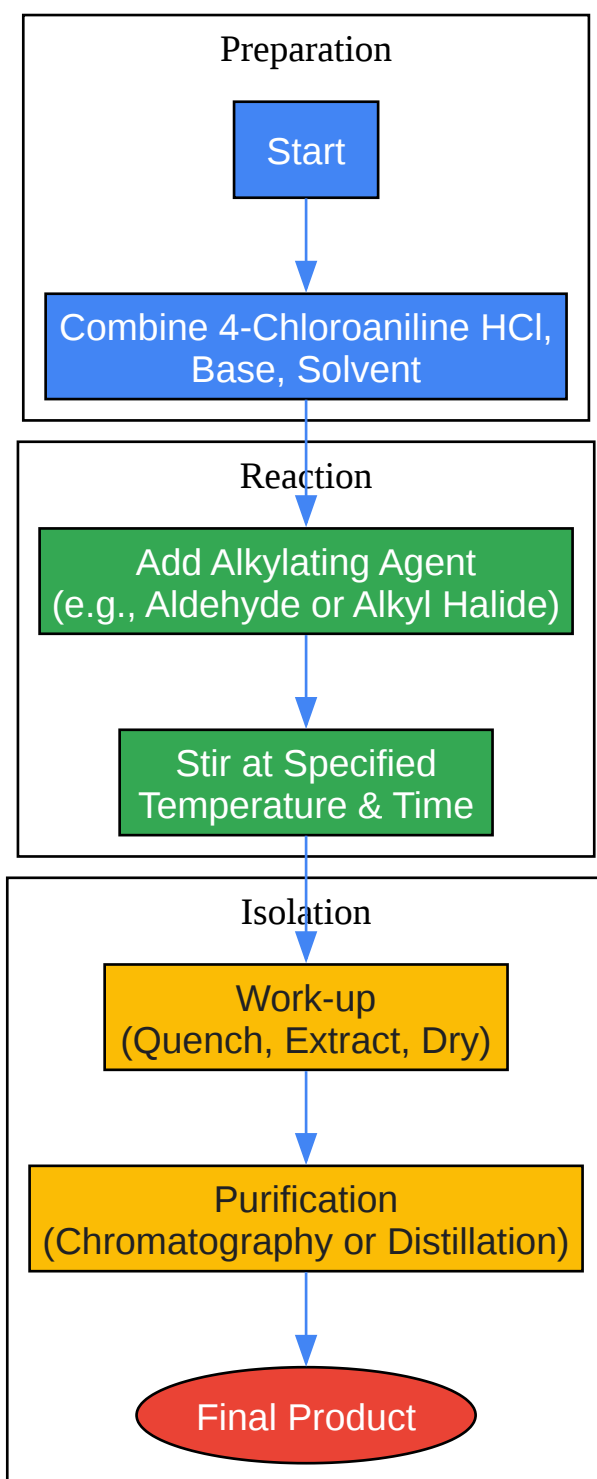 Preparation
Start
Combine 4-Chloroaniline HCl,
Base, Solvent
Reaction
Add Alkylating Agent
(e.g., Aldehyde or Alkyl Halide)
Stir at Specified
Temperature & Time
Isolation
Work-up
(Quench, Extract, Dry)
Purification
(Chromatography or Distillation)
Final Product